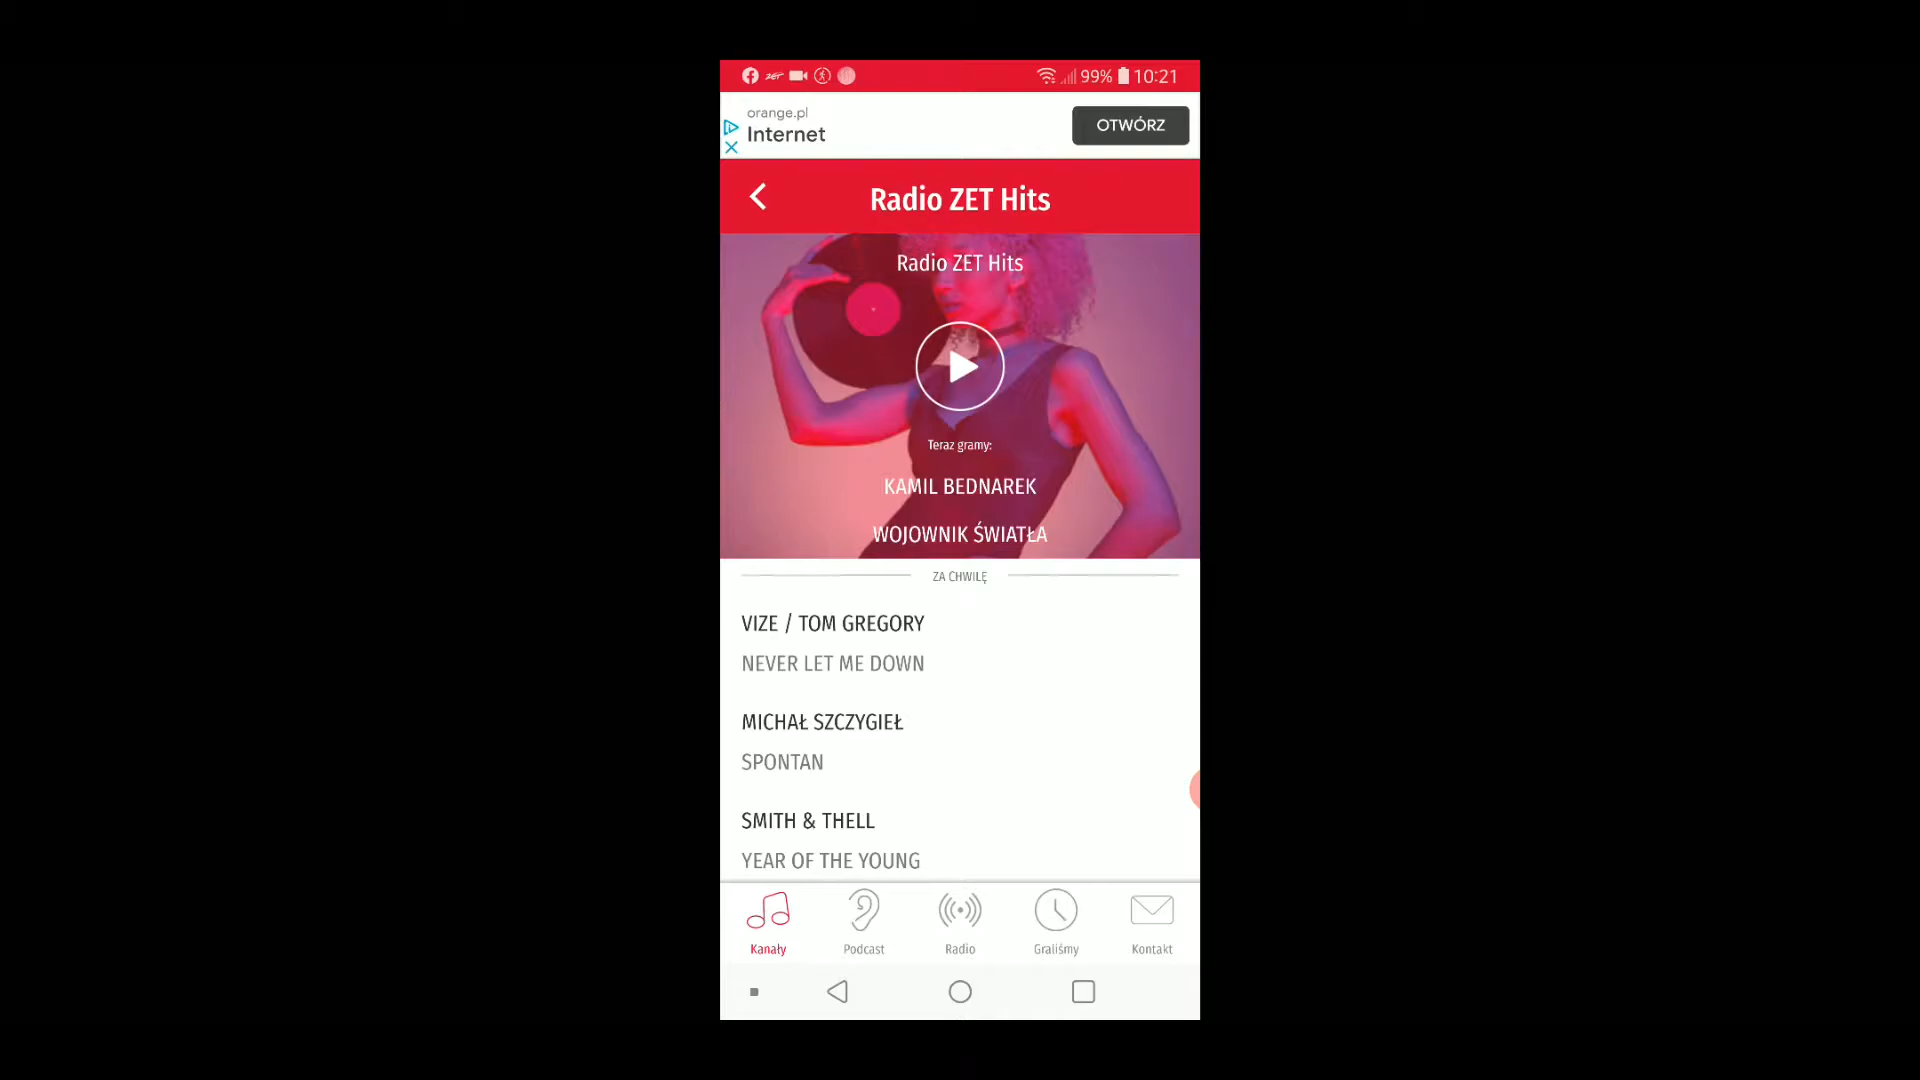 ZET 99% 10:21
orange.pl
Internet
OTWÓRZ
Radio ZET Hits
Radio ZET Hits
Teraz gramy:
KAMIL BEDNAREK
WOJOWNIK ŚWIATŁA
ZA CHWILĘ
VIZE / TOM GREGORY
NEVER LET ME DOWN
MICHAŁ SZCZYGIEŁ
SPONTAN
SMITH & THELL
YEAR OF THE YOUNG
Kanały Podcast Radio Graliśmy Kontakt